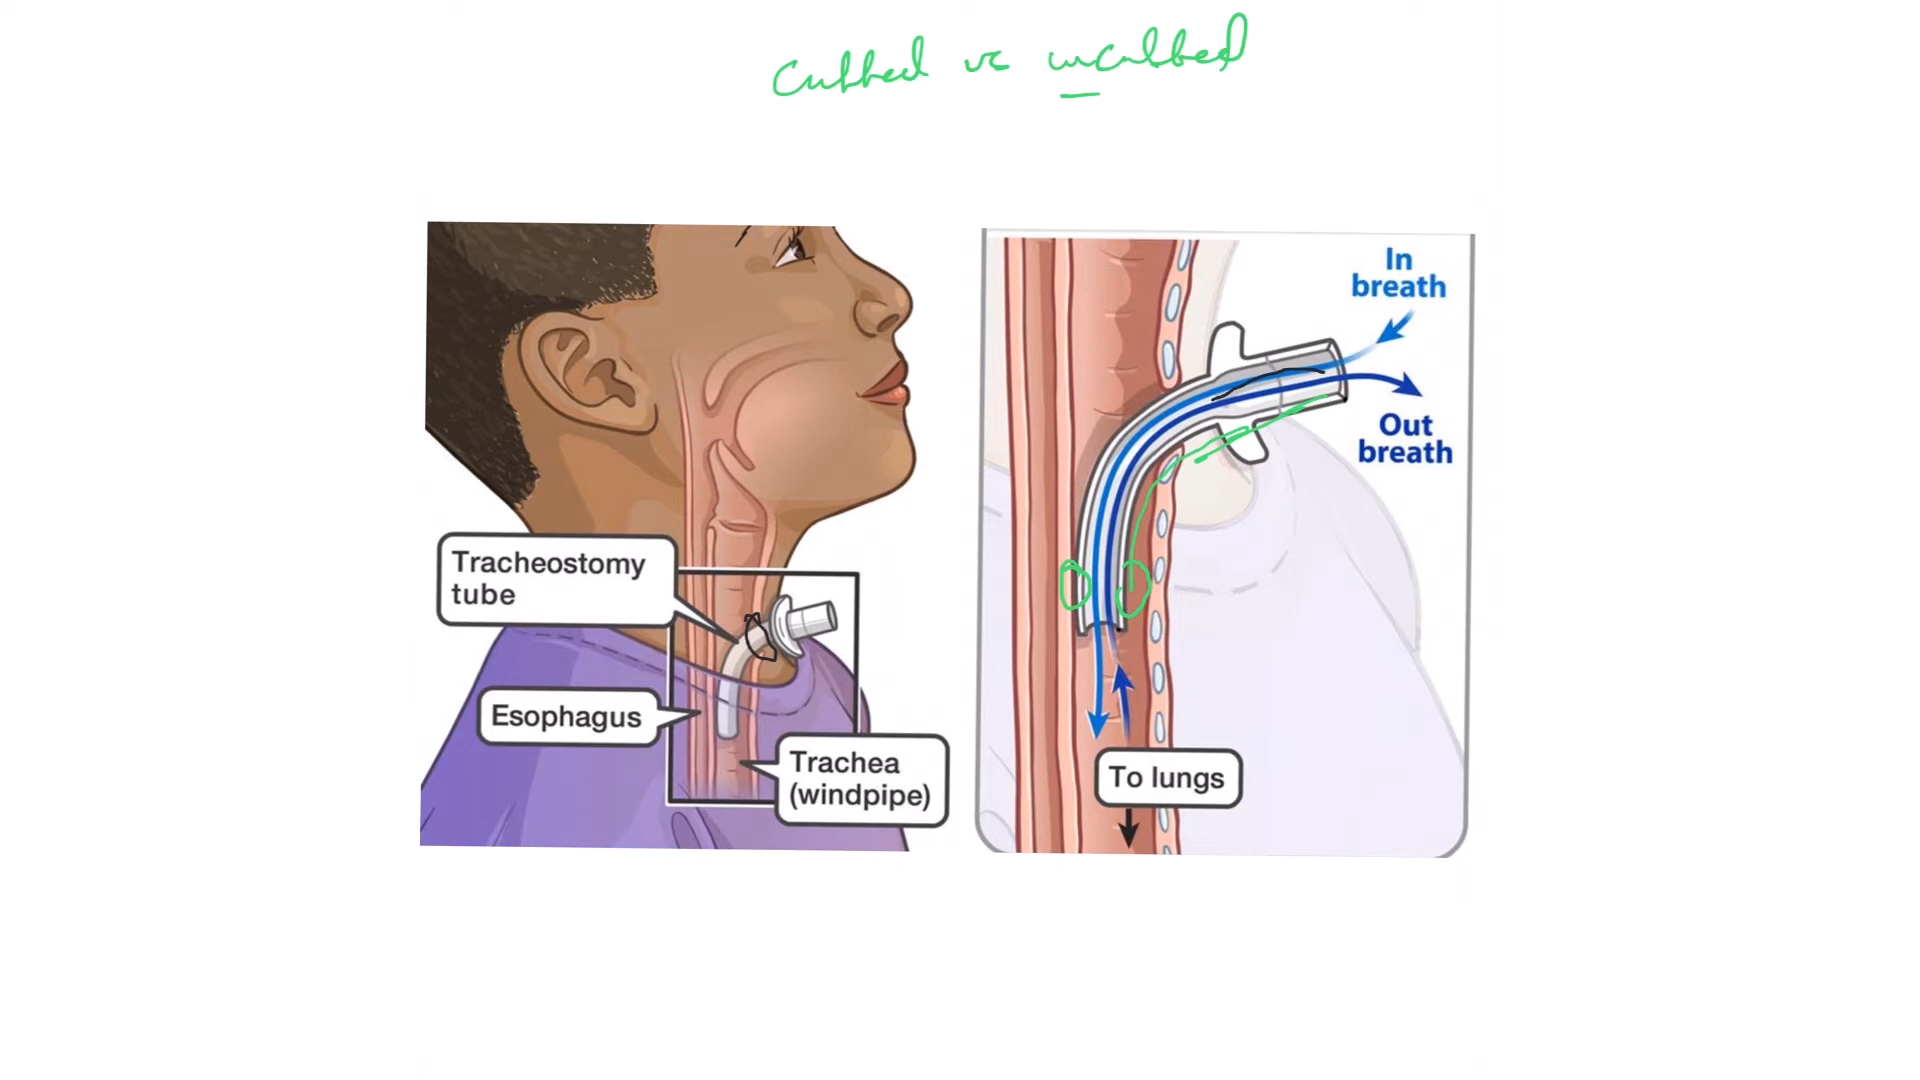 Cuffed vs uncuffed
In
breath
Out
breath
Tracheostomy
tube
Esophagus
Trachea
(windpipe)
To lungs